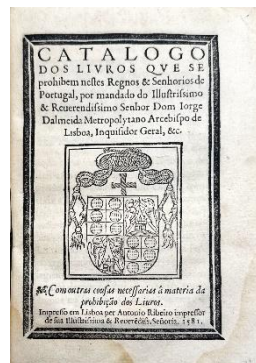 CATALOGO
DOS LIVROS QVE SE
prohibem nestes Regnos & Senhorios de
Portugal, por mandado do Illustrissimo
& Reuerendissimo Senhor Dom Iorge
Dalmeida Metropolytano Arcebispo de
Lisboa, Inquisidor Geral, &c.
Com outras cousas necessarias â materia da
prohibição dos Liuros.
Impresso em Lisboa per Antonio Ribeiro impressor
de sua Illustrissima & Reuerẽdiss. Señoria. 1581.